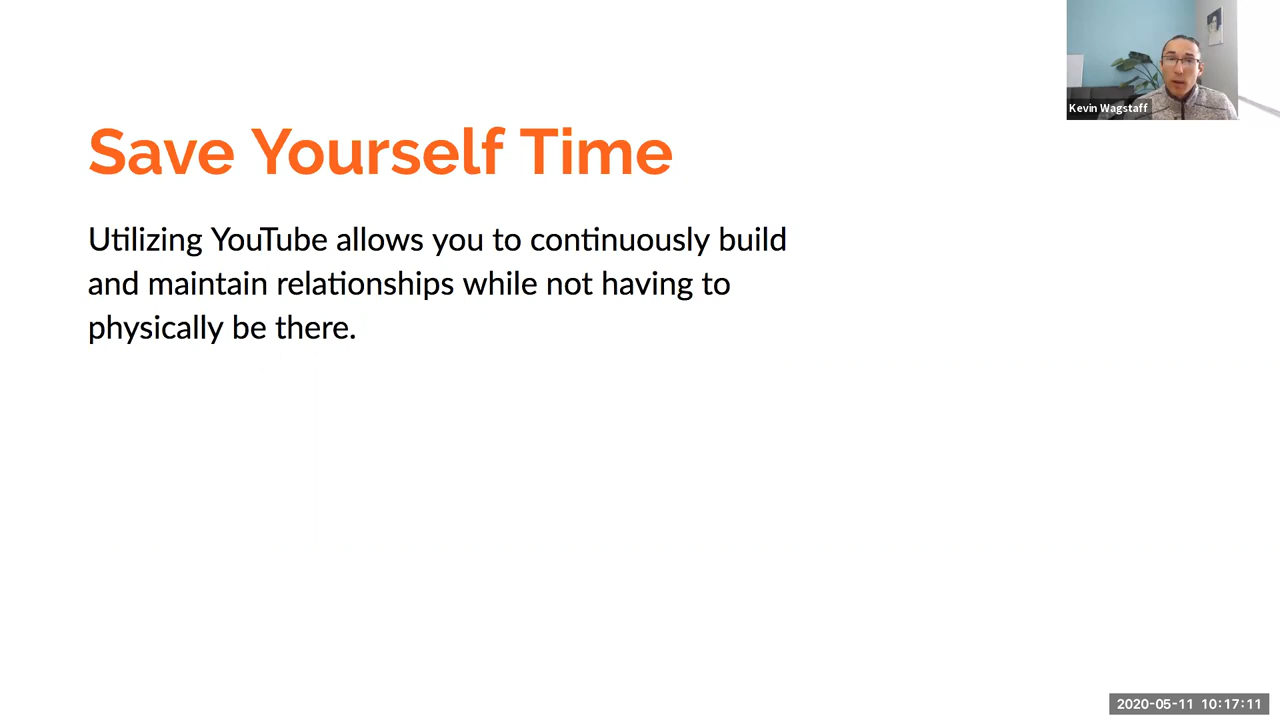 Kevin Wagstaff
Save Yourself Time
Utilizing YouTube allows you to continuously build
and maintain relationships while not having to
physically be there.
2020-05-11 10:17:11